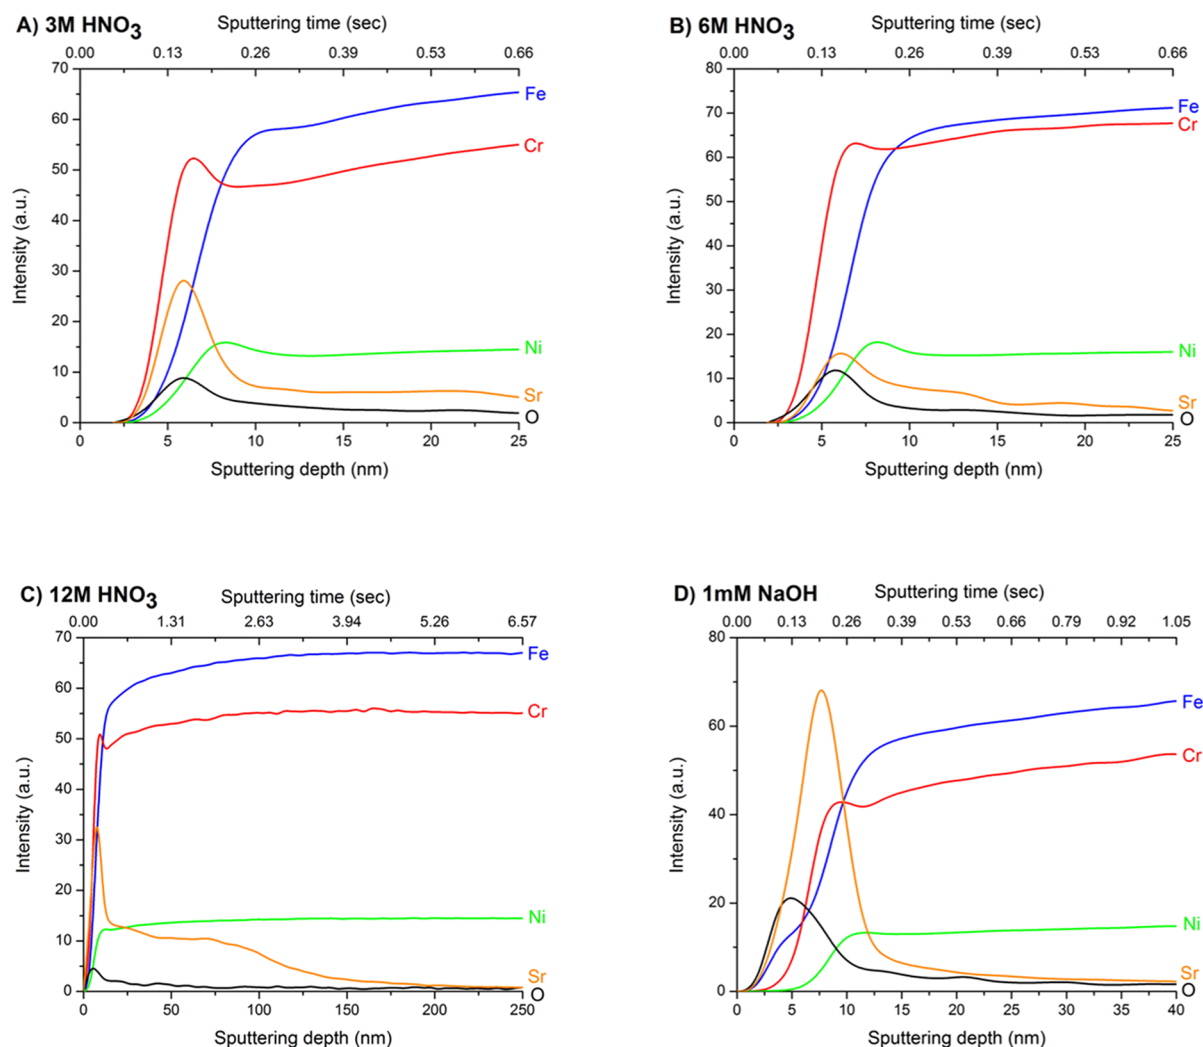 A) 3M HNO3
Sputtering time (sec)
0.00 0.13 0.26 0.39 0.53 0.66
70
60
50
40
30
20
10
0
Intensity (a.u.)
Fe
Cr
Ni
Sr
O
0 5 10 15 20 25
Sputtering depth (nm)
B) 6M HNO3
Sputtering time (sec)
0.00 0.13 0.26 0.39 0.53 0.66
80
70
60
50
40
30
20
10
0
Intensity (a.u.)
Fe
Cr
Ni
Sr
O
0 5 10 15 20 25
Sputtering depth (nm)
C) 12M HNO3
Sputtering time (sec)
0.00 1.31 2.63 3.94 5.26 6.57
70
60
50
40
30
20
10
0
Intensity (a.u.)
Fe
Cr
Ni
Sr
O
0 50 100 150 200 250
Sputtering depth (nm)
D) 1mM NaOH
Sputtering time (sec)
0.00 0.13 0.26 0.39 0.53 0.66 0.79 0.92 1.05
80
60
40
20
0
Intensity (a.u.)
Fe
Cr
Ni
Sr
O
0 5 10 15 20 25 30 35 40
Sputtering depth (nm)